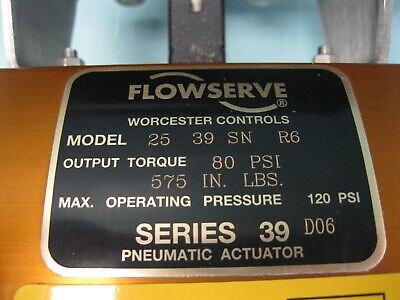 FLOWSERVE ®
WORCESTER CONTROLS
MODEL 25 39 SN R6
OUTPUT TORQUE 80 PSI
575 IN. LBS.
MAX. OPERATING PRESSURE 120 PSI
SERIES 39 D06
PNEUMATIC ACTUATOR